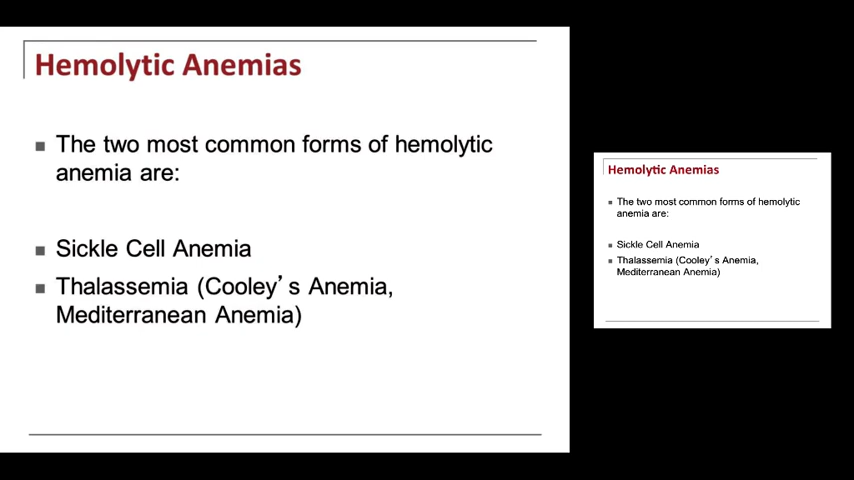 Hemolytic Anemias
The two most common forms of hemolytic
anemia are:
Sickle Cell Anemia
Thalassemia (Cooley’s Anemia,
Mediterranean Anemia)
Hemolytic Anemias
The two most common forms of hemolytic
anemia are:
Sickle Cell Anemia
Thalassemia (Cooley’s Anemia,
Mediterranean Anemia)